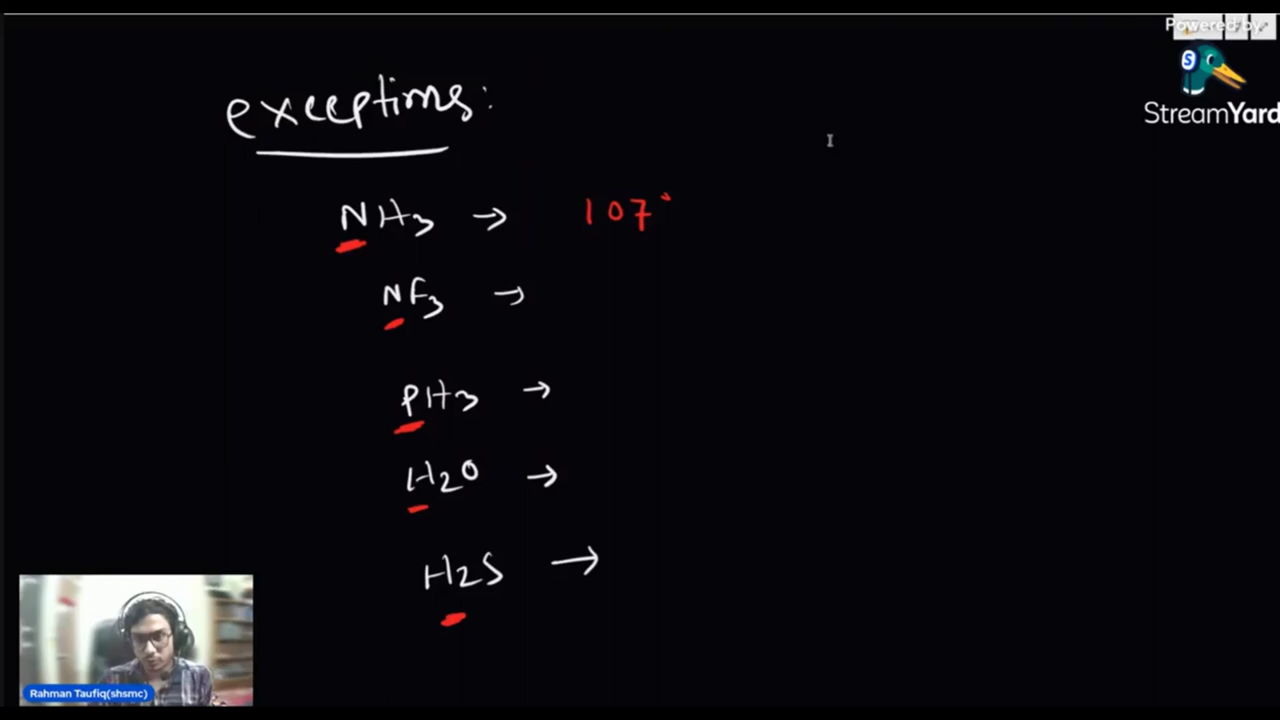 Powered by
StreamYard
exceptions:
NH3 → 107°
NF3 →
PH3 →
H2O →
H2S →
Rahman Taufiq(shsmc)